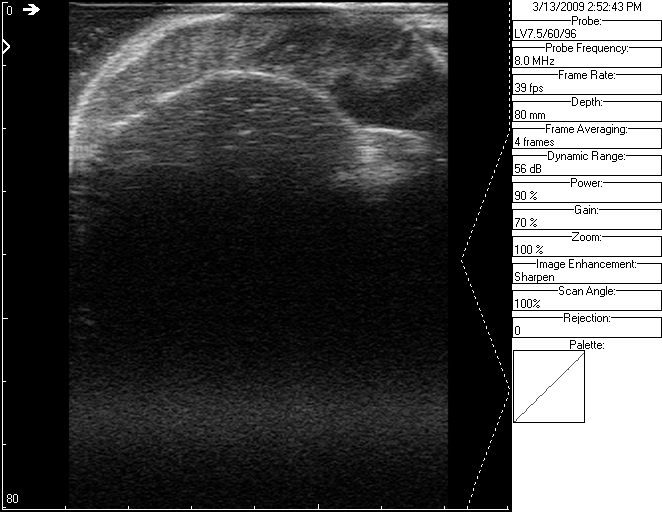 0
80
3/13/2009 2:52:43 PM
Probe:
LV7.5/60/96
Probe Frequency:
8.0 MHz
Frame Rate:
39 fps
Depth:
80 mm
Frame Averaging:
4 frames
Dynamic Range:
56 dB
Power:
90 %
Gain:
70 %
Zoom:
100 %
Image Enhancement:
Sharpen
Scan Angle:
100%
Rejection:
0
Palette: